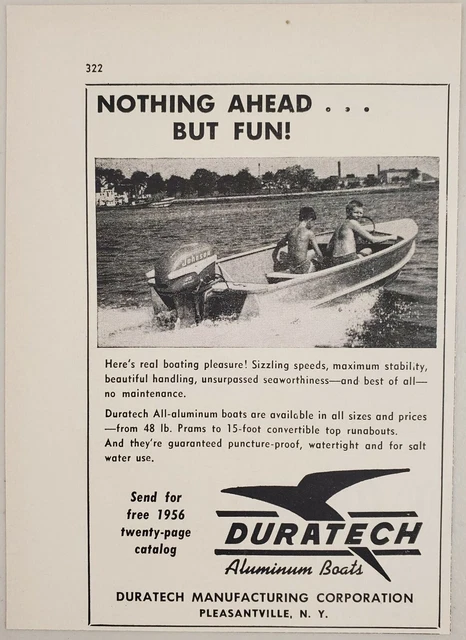 322
NOTHING AHEAD . . .
BUT FUN!
Here's real boating pleasure! Sizzling speeds, maximum stability,
beautiful handling, unsurpassed seaworthiness—and best of all—
no maintenance.
Duratech All-aluminum boats are available in all sizes and prices
—from 48 lb. Prams to 15-foot convertible top runabouts.
And they're guaranteed puncture-proof, watertight and for salt
water use.
Send for
free 1956
twenty-page
catalog
DURATECH
Aluminum Boats
DURATECH MANUFACTURING CORPORATION
PLEASANTVILLE, N. Y.